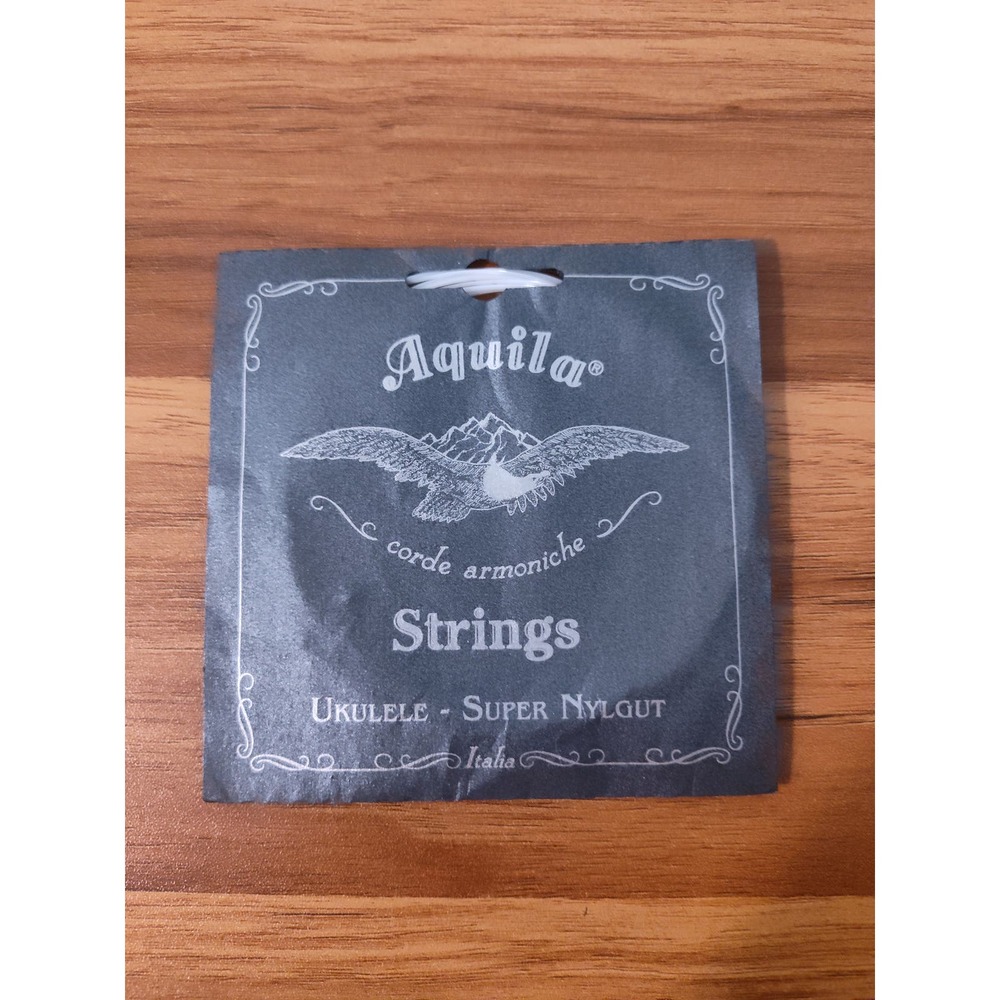 Aquila®
corde armoniche
Strings
UKULELE - SUPER NYLGUT
Italia